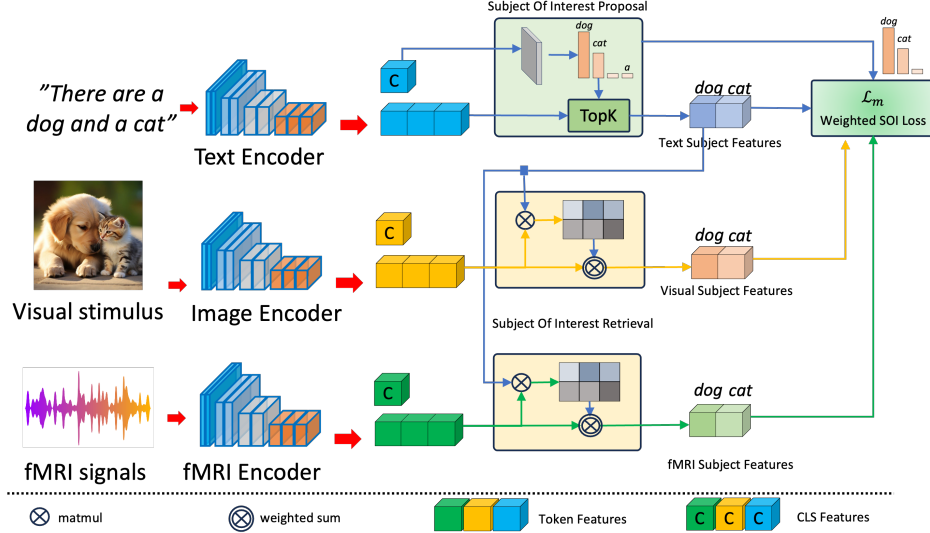 Subject Of Interest Proposal
dog
cat
a
dog
cat
C
"There are a
dog and a cat"
Text Encoder
TopK
dog cat
Text Subject Features
ℒm
Weighted SOI Loss
C
dog cat
Visual stimulus
Image Encoder
Visual Subject Features
Subject Of Interest Retrieval
C
dog cat
fMRI signals
fMRI Encoder
fMRI Subject Features
matmul
weighted sum
Token Features
C C C
CLS Features